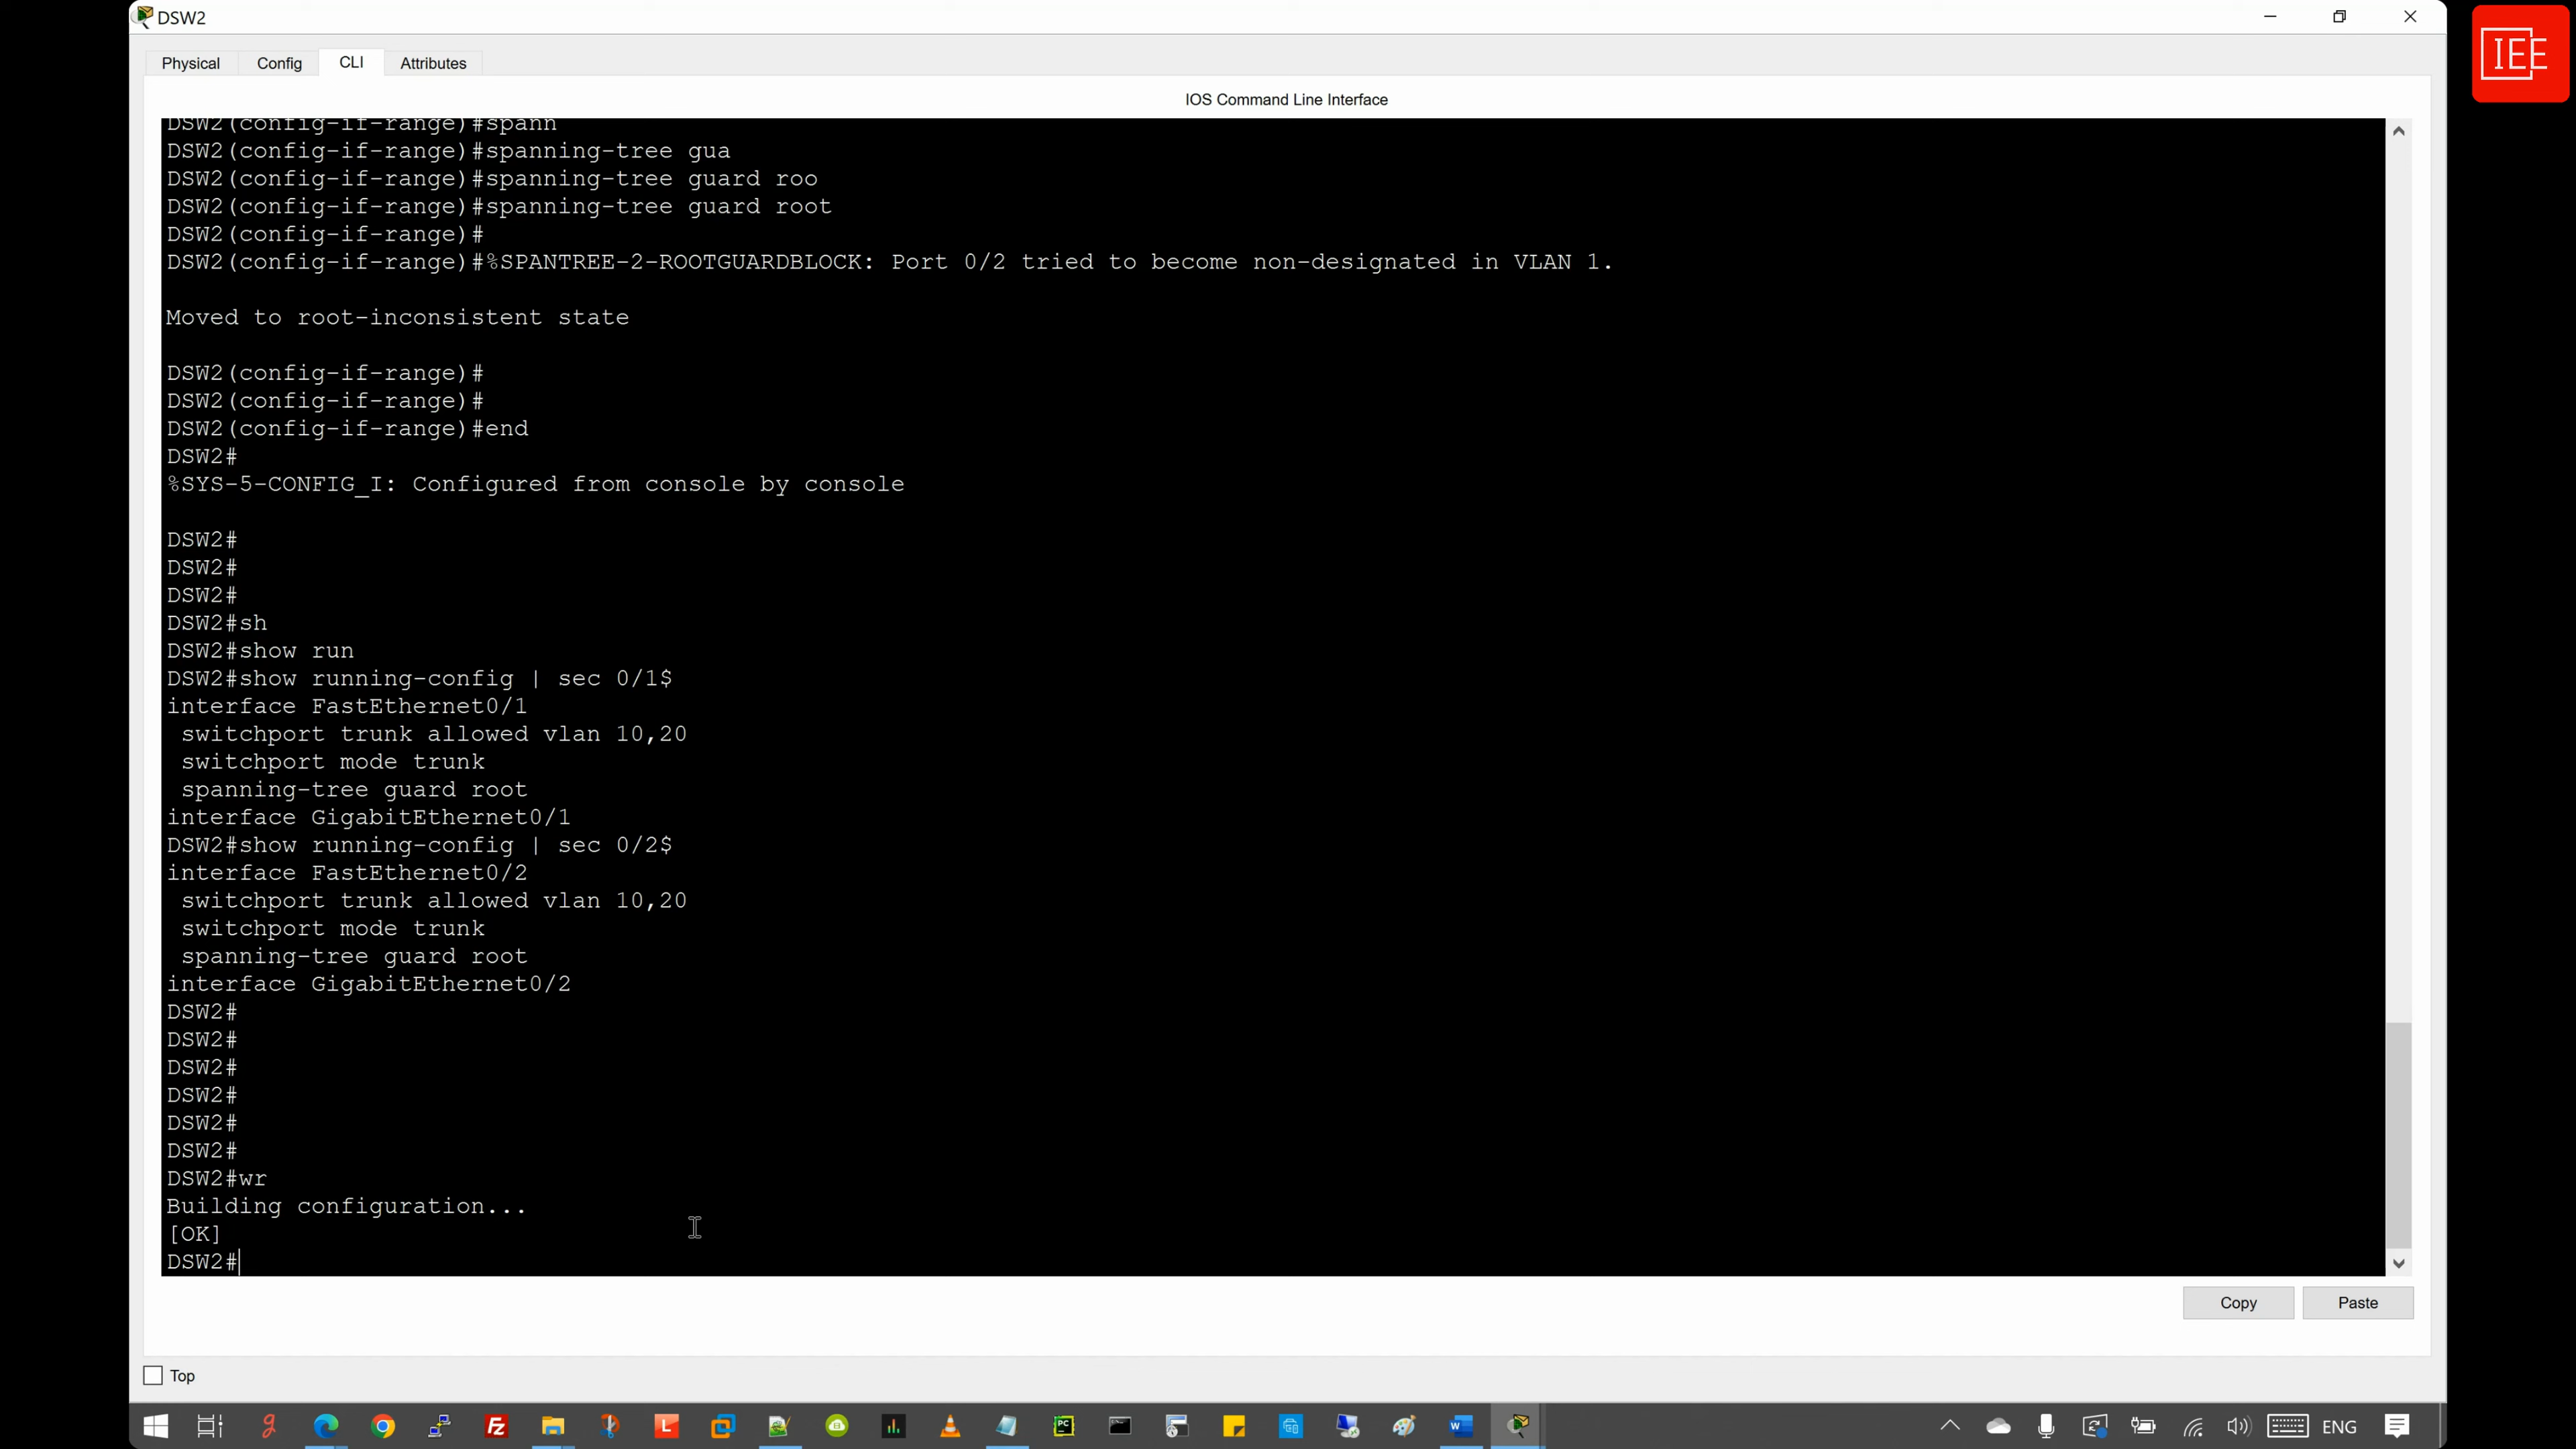 DSW2
IEE
Physical Config CLI Attributes
IOS Command Line Interface
DSW2(config-if-range)#spann
DSW2(config-if-range)#spanning-tree gua
DSW2(config-if-range)#spanning-tree guard roo
DSW2(config-if-range)#spanning-tree guard root
DSW2(config-if-range)#
DSW2(config-if-range)#%SPANTREE-2-ROOTGUARDBLOCK: Port 0/2 tried to become non-designated in VLAN 1.
Moved to root-inconsistent state
DSW2(config-if-range)#
DSW2(config-if-range)#
DSW2(config-if-range)#end
DSW2#
%SYS-5-CONFIG_I: Configured from console by console
DSW2#
DSW2#
DSW2#
DSW2#sh
DSW2#show run
DSW2#show running-config | sec 0/1$
interface FastEthernet0/1
switchport trunk allowed vlan 10,20
switchport mode trunk
spanning-tree guard root
interface GigabitEthernet0/1
DSW2#show running-config | sec 0/2$
interface FastEthernet0/2
switchport trunk allowed vlan 10,20
switchport mode trunk
spanning-tree guard root
interface GigabitEthernet0/2
DSW2#
DSW2#
DSW2#
DSW2#
DSW2#
DSW2#
DSW2#wr
Building configuration...
[OK]
DSW2#
Copy Paste
Top
ENG